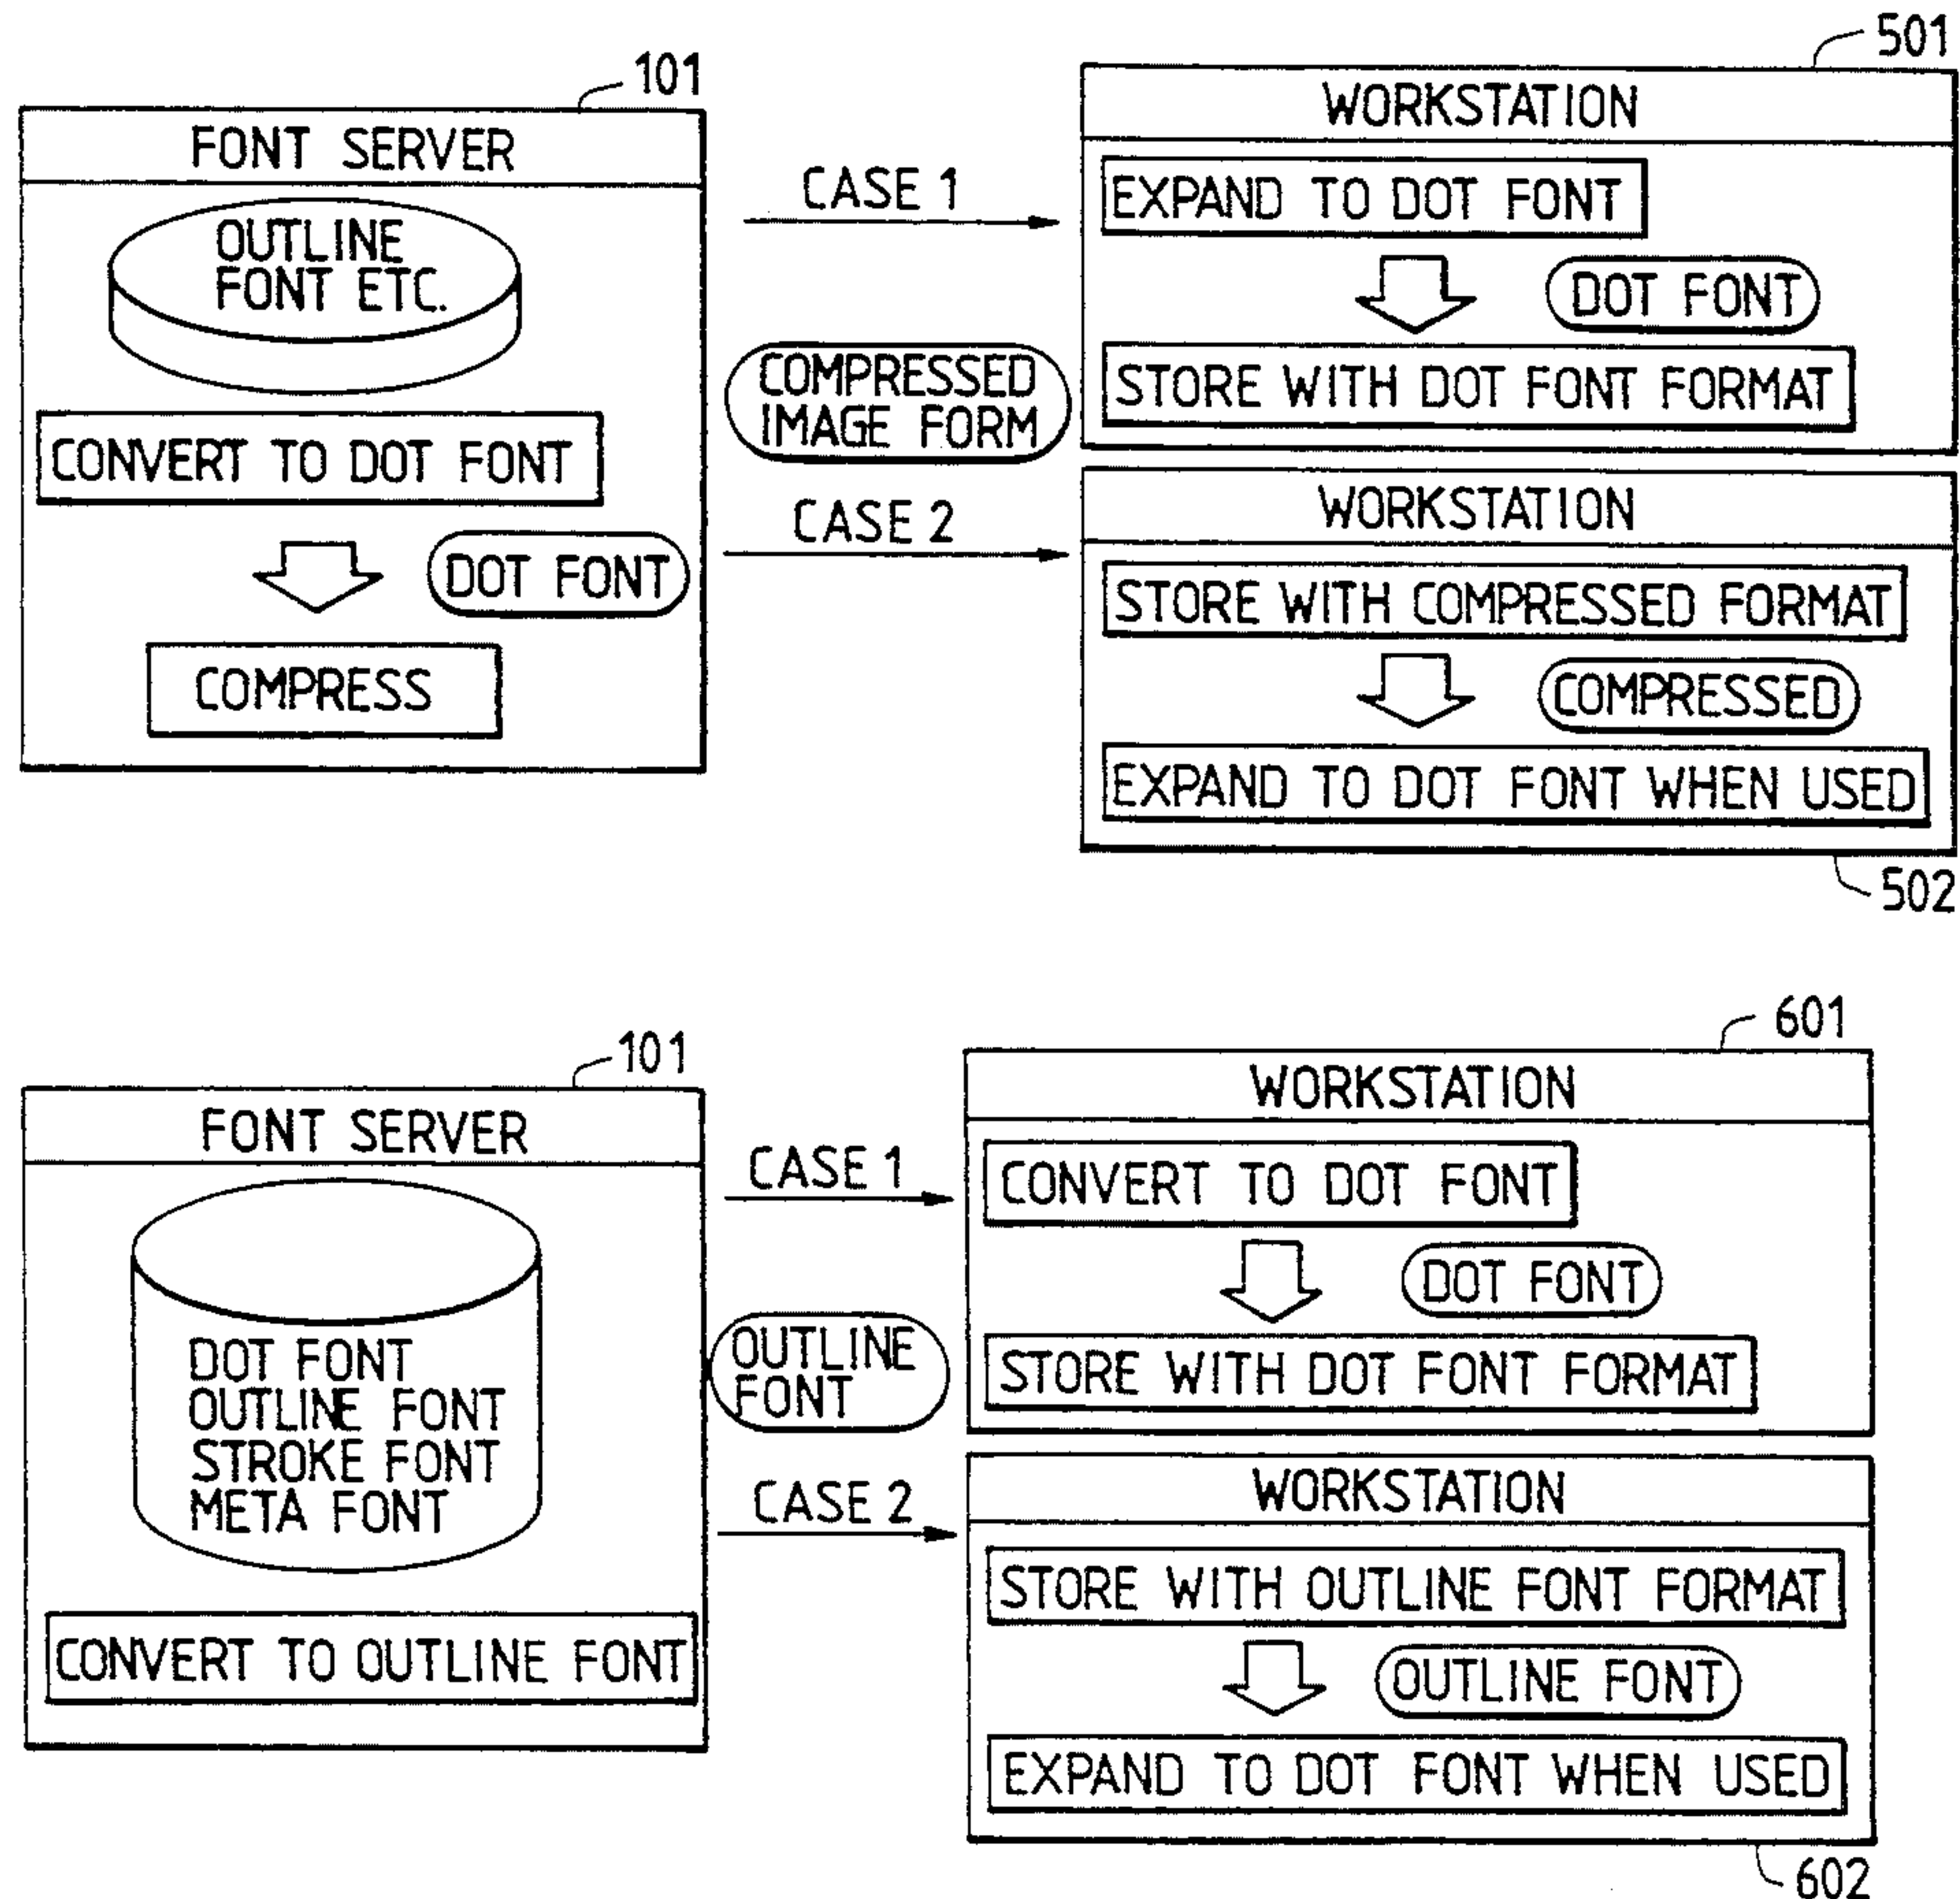 101
FONT SERVER
OUTLINE
FONT ETC.
CONVERT TO DOT FONT
DOT FONT
COMPRESS
CASE 1
COMPRESSED
IMAGE FORM
CASE 2
501
WORKSTATION
EXPAND TO DOT FONT
DOT FONT
STORE WITH DOT FONT FORMAT
WORKSTATION
STORE WITH COMPRESSED FORMAT
COMPRESSED
EXPAND TO DOT FONT WHEN USED
502
101
FONT SERVER
DOT FONT
OUTLINE FONT
STROKE FONT
META FONT
CONVERT TO OUTLINE FONT
CASE 1
OUTLINE
FONT
CASE 2
601
WORKSTATION
CONVERT TO DOT FONT
DOT FONT
STORE WITH DOT FONT FORMAT
WORKSTATION
STORE WITH OUTLINE FONT FORMAT
OUTLINE FONT
EXPAND TO DOT FONT WHEN USED
602